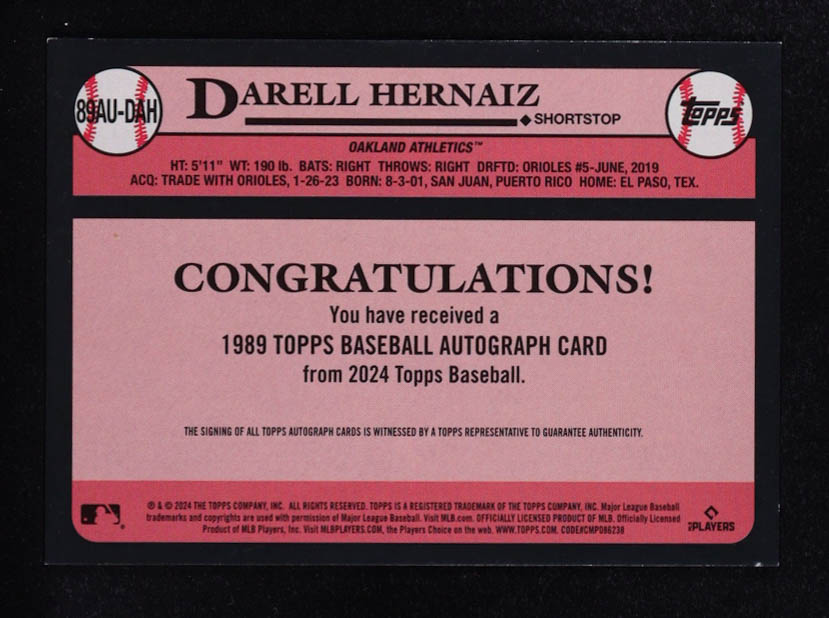 89AU-DAH
DARELL HERNAIZ
SHORTSTOP
TOPPS
OAKLAND ATHLETICS™
HT: 5'11" WT: 190 lb. BATS: RIGHT THROWS: RIGHT DRFTD: ORIOLES #5-JUNE, 2019
ACQ: TRADE WITH ORIOLES, 1-26-23 BORN: 8-3-01, SAN JUAN, PUERTO RICO HOME: EL PASO, TEX.
CONGRATULATIONS!
You have received a
1989 TOPPS BASEBALL AUTOGRAPH CARD
from 2024 Topps Baseball.
THE SIGNING OF ALL TOPPS AUTOGRAPH CARDS IS WITNESSED BY A TOPPS REPRESENTATIVE TO GUARANTEE AUTHENTICITY.
® & © 2024 THE TOPPS COMPANY, INC. ALL RIGHTS RESERVED. TOPPS IS A REGISTERED TRADEMARK OF THE TOPPS COMPANY, INC. Major League Baseball
trademarks and copyrights are used with permission of Major League Baseball. Visit MLB.com. OFFICIALLY LICENSED PRODUCT OF MLB. Officially Licensed
Product of MLB Players, Inc. Visit MLBPLAYERS.COM, the Players Choice on the web. WWW.TOPPS.COM. CODE#CMP086238
PLAYERS